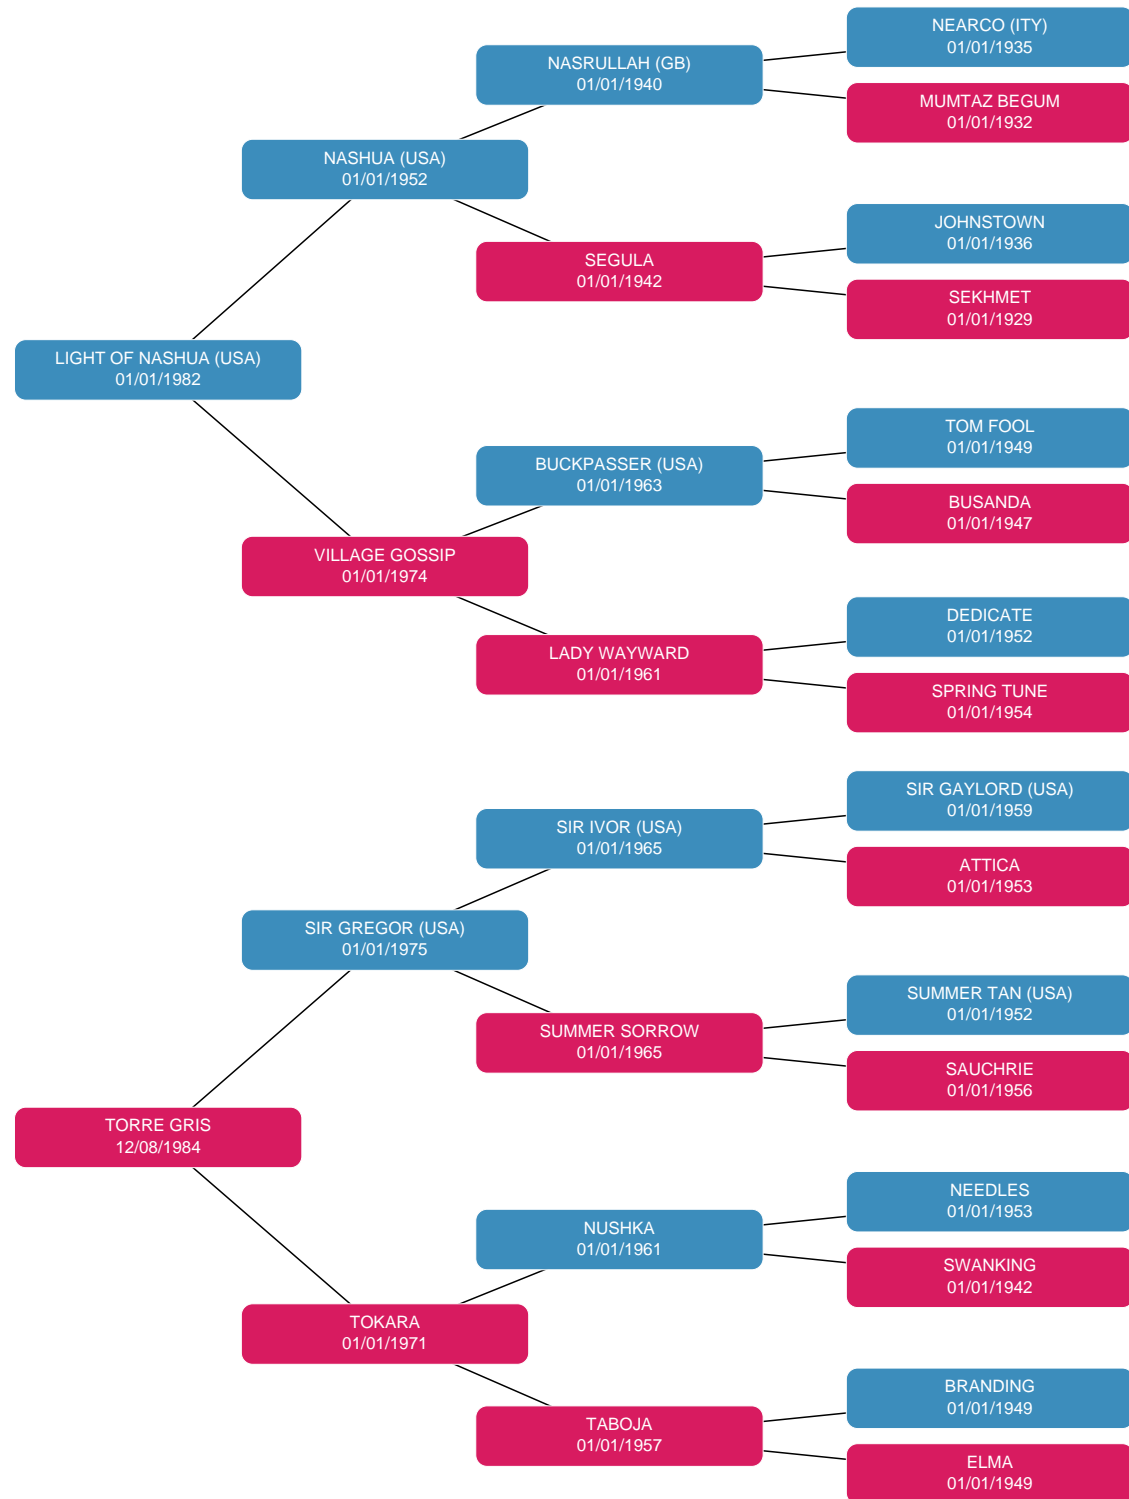 NEARCO (ITY)
01/01/1935
NASRULLAH (GB)
01/01/1940
MUMTAZ BEGUM
01/01/1932
NASHUA (USA)
01/01/1952
JOHNSTOWN
01/01/1936
SEGULA
01/01/1942
SEKHMET
01/01/1929
LIGHT OF NASHUA (USA)
01/01/1982
TOM FOOL
01/01/1949
BUCKPASSER (USA)
01/01/1963
BUSANDA
01/01/1947
VILLAGE GOSSIP
01/01/1974
DEDICATE
01/01/1952
LADY WAYWARD
01/01/1961
SPRING TUNE
01/01/1954
SIR GAYLORD (USA)
01/01/1959
SIR IVOR (USA)
01/01/1965
ATTICA
01/01/1953
SIR GREGOR (USA)
01/01/1975
SUMMER TAN (USA)
01/01/1952
SUMMER SORROW
01/01/1965
SAUCHRIE
01/01/1956
TORRE GRIS
12/08/1984
NEEDLES
01/01/1953
NUSHKA
01/01/1961
SWANKING
01/01/1942
TOKARA
01/01/1971
BRANDING
01/01/1949
TABOJA
01/01/1957
ELMA
01/01/1949